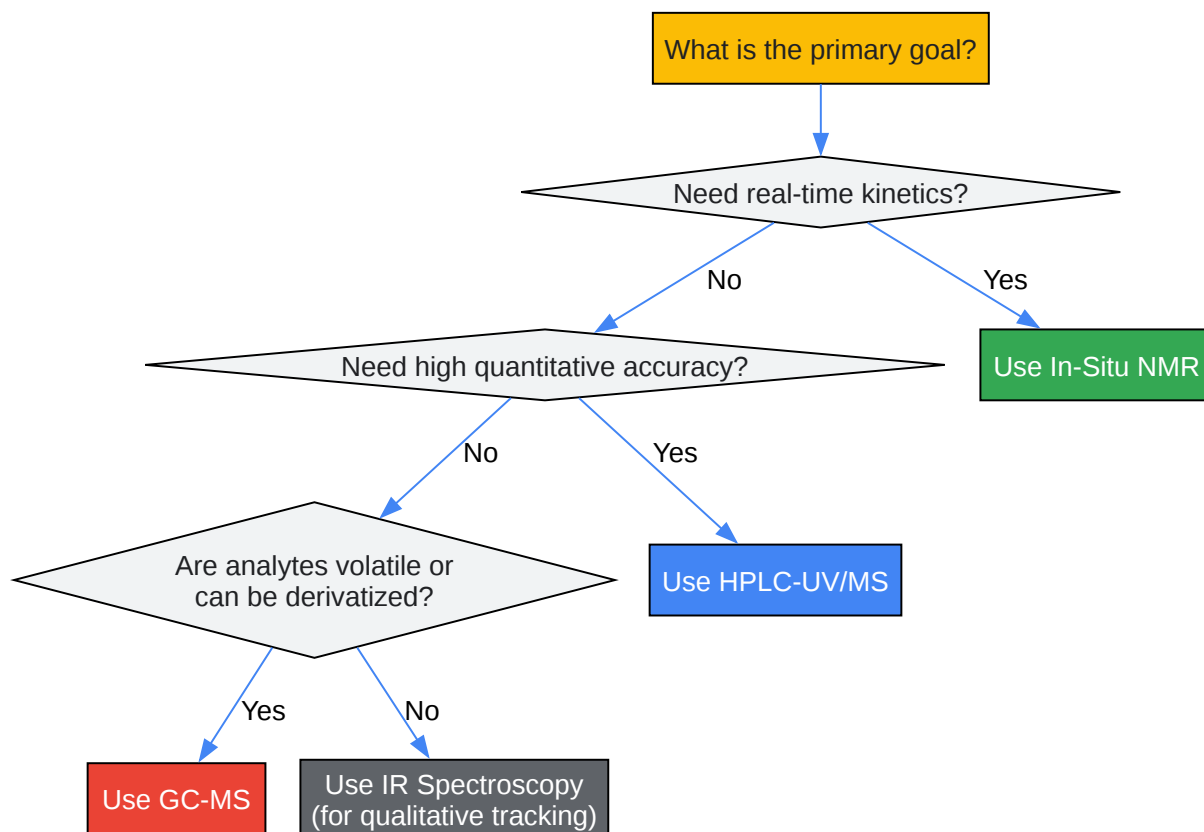 What is the primary goal?
Need real-time kinetics?
No
Yes
Need high quantitative accuracy?
Use In-Situ NMR
No
Yes
Are analytes volatile or
can be derivatized?
Use HPLC-UV/MS
Yes
No
Use GC-MS
Use IR Spectroscopy
(for qualitative tracking)